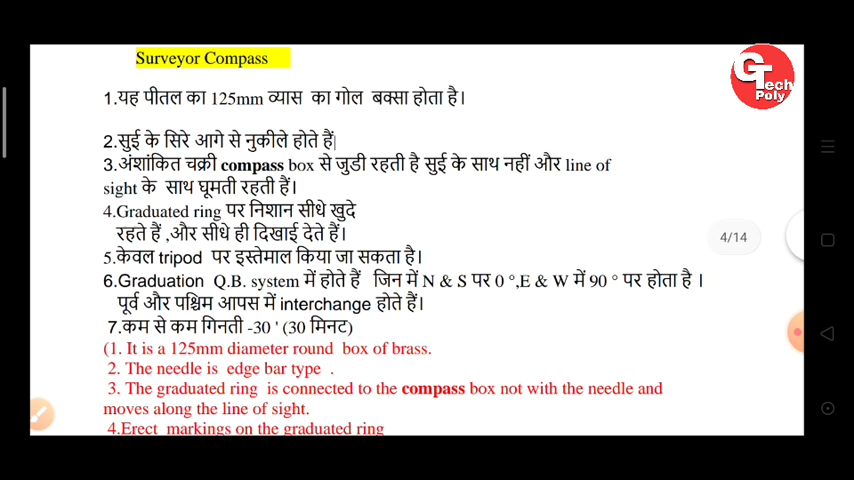 Surveyor Compass
GTech
Poly
1.यह पीतल का 125mm व्यास का गोल बक्सा होता है।
2.सुई के सिरे आगे से नुकीले होते हैं|
3.अंशांकित चक्री compass box से जुडी रहती है सुई के साथ नहीं और line of
sight के साथ घूमती रहती हैं।
4.Graduated ring पर निशान सीधे खुदे
रहते हैं ,और सीधे ही दिखाई देते हैं।
4/14
5.केवल tripod पर इस्तेमाल किया जा सकता है।
6.Graduation Q.B. system में होते हैं जिन में N & S पर 0 °,E & W में 90 ° पर होता है ।
पूर्व और पश्चिम आपस में interchange होते हैं।
7.कम से कम गिनती -30 ' (30 मिनट)
(1. It is a 125mm diameter round box of brass.
2. The needle is edge bar type .
3. The graduated ring is connected to the compass box not with the needle and
moves along the line of sight.
4.Erect markings on the graduated ring